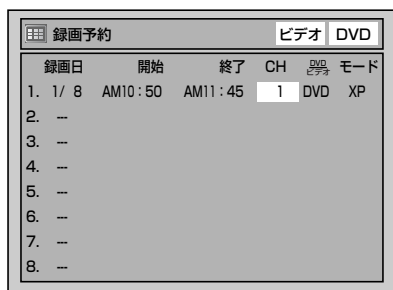 録画予約 ビデオ DVD
録画日 開始 終了 CH DVD ビデオ モード
1. 1/ 8 AM10:50 AM11:45 1 DVD XP
2. --
3. --
4. --
5. --
6. --
7. --
8. --